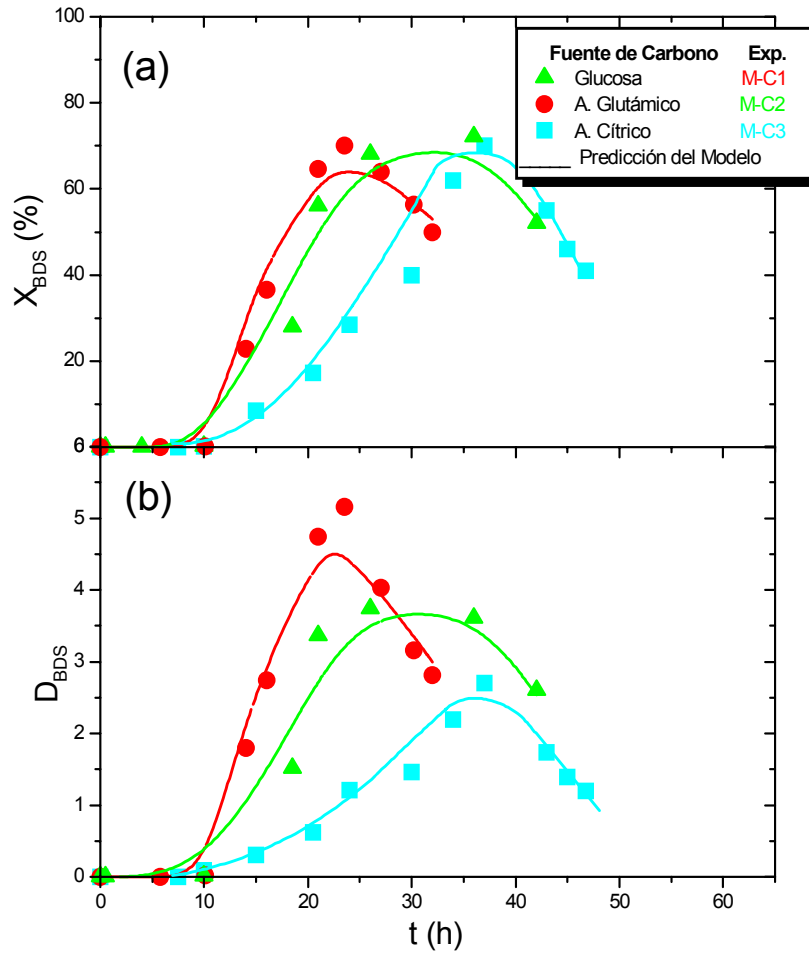 100
80
60
40
20
0
X_BDS (%)
(a)
Fuente de Carbono Exp.
Glucosa M-C1
A. Glutámico M-C2
A. Cítrico M-C3
Predicción del Modelo
6
5
4
3
2
1
0
D_BDS
(b)
0 10 20 30 40 50 60
t (h)